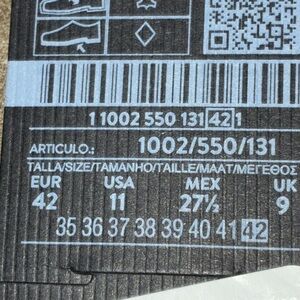 1 1002 550 131 42 1
ARTICULO.: 1002/550/131
TALLA/SIZE/TAMANHO/TAILLE/MAAT/ΜΕΓΕΘΟΣ
EUR USA MEX UK
42 11 27½ 9
35 36 37 38 39 40 41 42